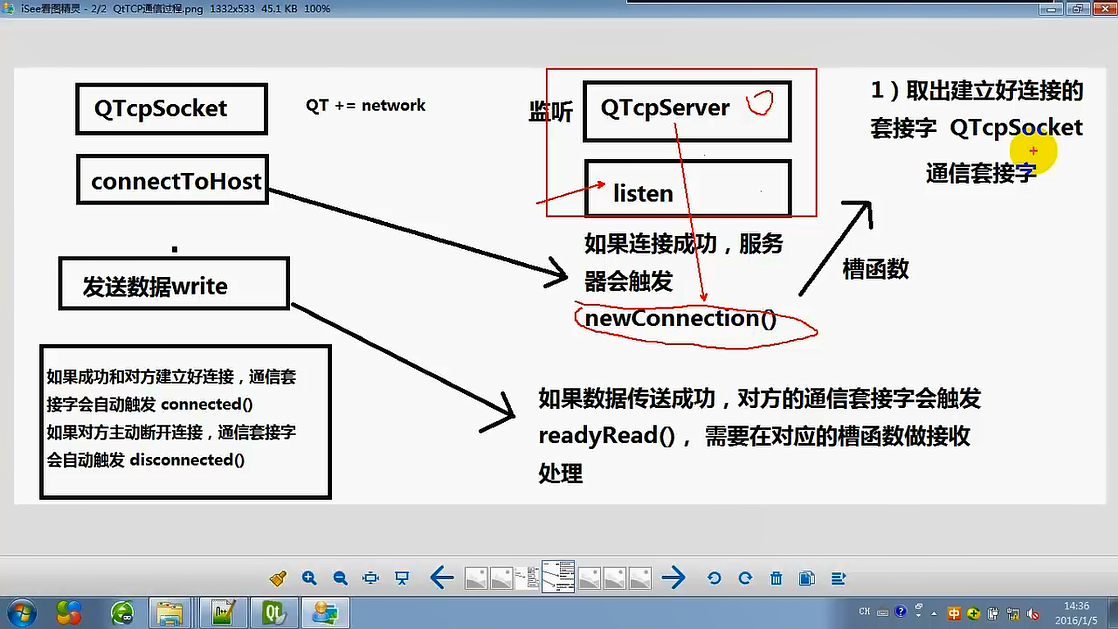 iSee看图精灵 - 2/2 QtTCP通信过程.png 1332x533 45.1 KB 100%
QTcpSocket
QT += network
监听
QTcpServer
1）取出建立好连接的
套接字 QTcpSocket
通信套接字
connectToHost
listen
如果连接成功，服务
器会触发
newConnection()
槽函数
发送数据write
如果成功和对方建立好连接，通信套
接字会自动触发 connected()
如果对方主动断开连接，通信套接字
会自动触发 disconnected()
如果数据传送成功，对方的通信套接字会触发
readyRead()， 需要在对应的槽函数做接收
处理
CH
中
14:36
2016/1/5